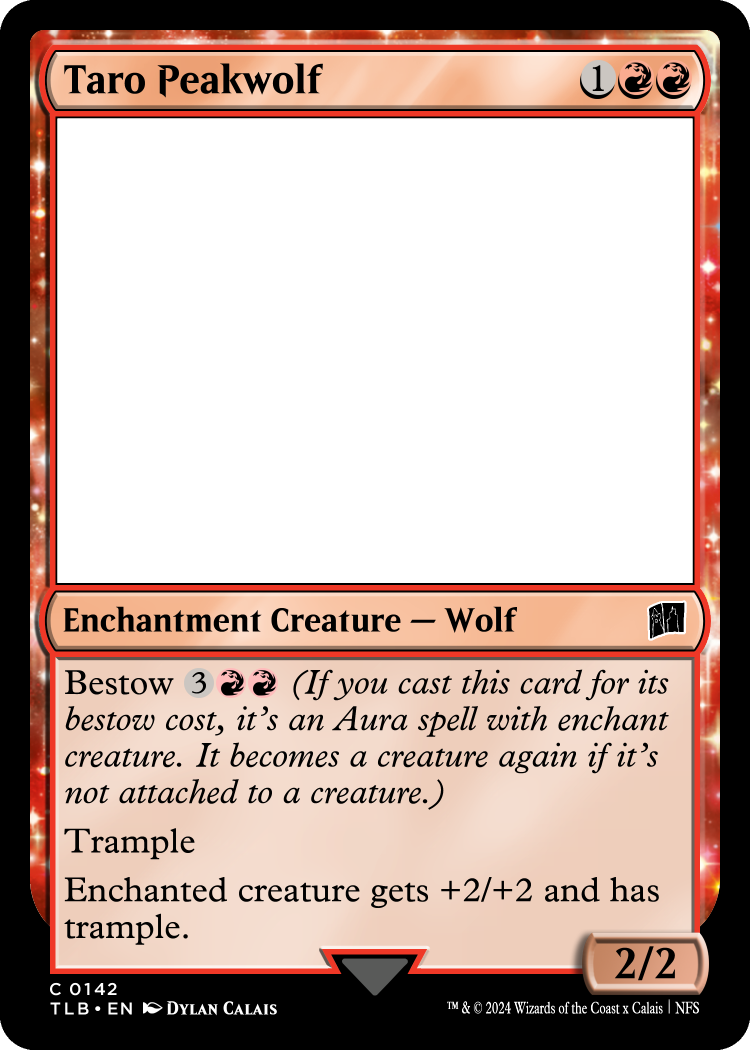 Taro Peakwolf 1
Enchantment Creature — Wolf
Bestow 3 (If you cast this card for its
bestow cost, it's an Aura spell with enchant
creature. It becomes a creature again if it's
not attached to a creature.)
Trample
Enchanted creature gets +2/+2 and has
trample.
2/2
C 0142
TLB • EN DYLAN CALAIS
™ & © 2024 Wizards of the Coast x Calais | NFS